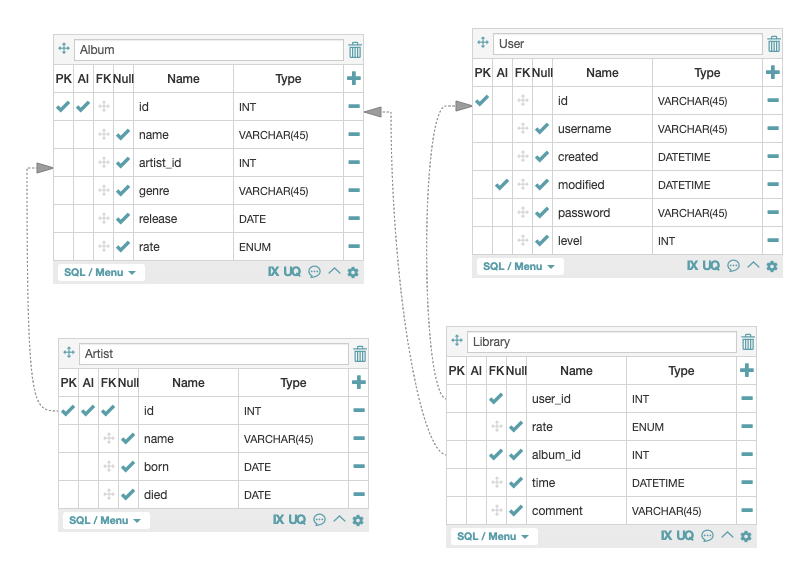 Album
PK AI FK Null Name Type
id INT
name VARCHAR(45)
artist_id INT
genre VARCHAR(45)
release DATE
rate ENUM
SQL / Menu IX UQ
User
PK AI FK Null Name Type
id VARCHAR(45)
username VARCHAR(45)
created DATETIME
modified DATETIME
password VARCHAR(45)
level INT
SQL / Menu IX UQ
Artist
PK AI FK Null Name Type
id INT
name VARCHAR(45)
born DATE
died DATE
SQL / Menu IX UQ
Library
PK AI FK Null Name Type
user_id INT
rate ENUM
album_id INT
time DATETIME
comment VARCHAR(45)
SQL / Menu IX UQ